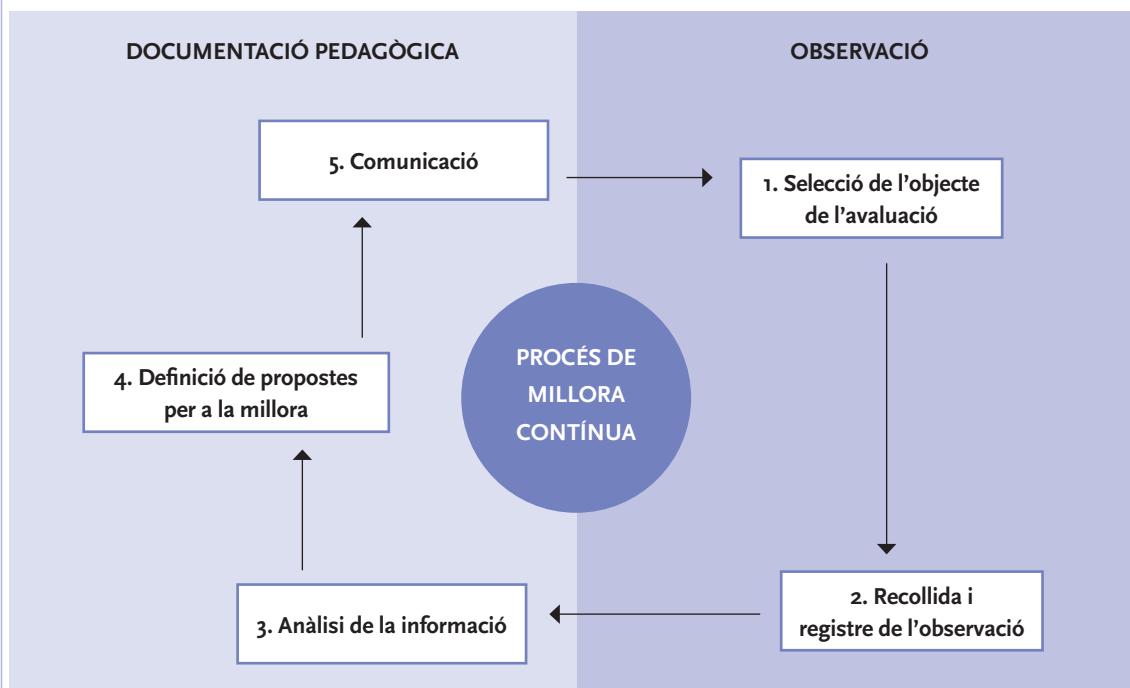 DOCUMENTACIÓ PEDAGÒGICA
OBSERVACIÓ
5. Comunicació
1. Selecció de l’objecte
de l’avaluació
PROCÉS DE
MILLORA
CONTÍNUA
4. Definició de propostes
per a la millora
3. Anàlisi de la informació
2. Recollida i
registre de l’observació